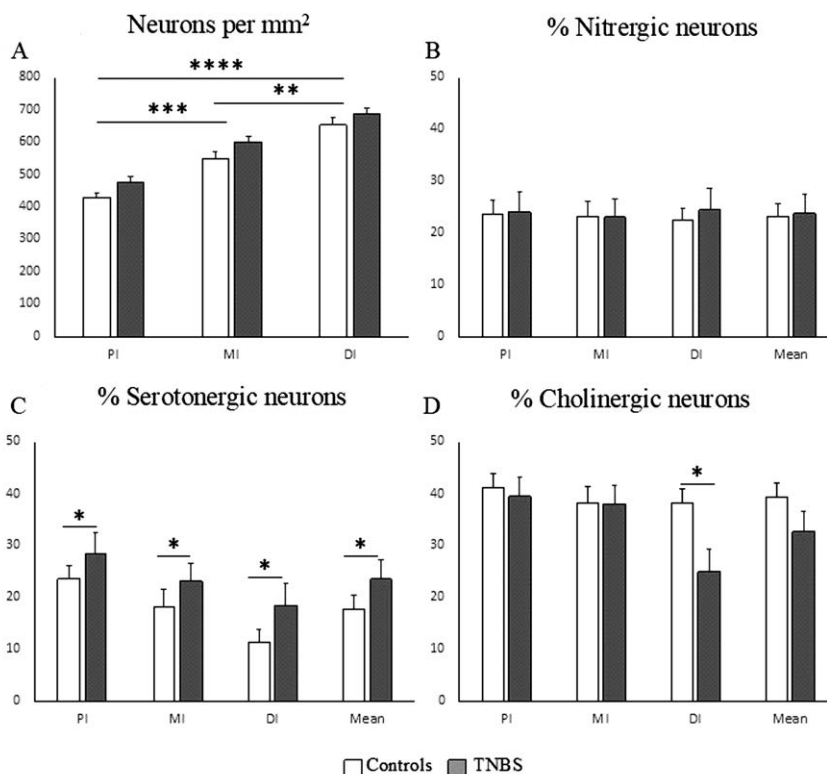 Neurons per mm²
A
****
***
**
800
700
600
500
400
300
200
100
0
PI
MI
DI
% Nitrergic neurons
B
50
40
30
20
10
0
PI
MI
DI
Mean
% Serotonergic neurons
C
50
40
30
20
10
0
*
*
*
*
PI
MI
DI
Mean
% Cholinergic neurons
D
50
40
30
20
10
0
*
PI
MI
DI
Mean
Controls
TNBS